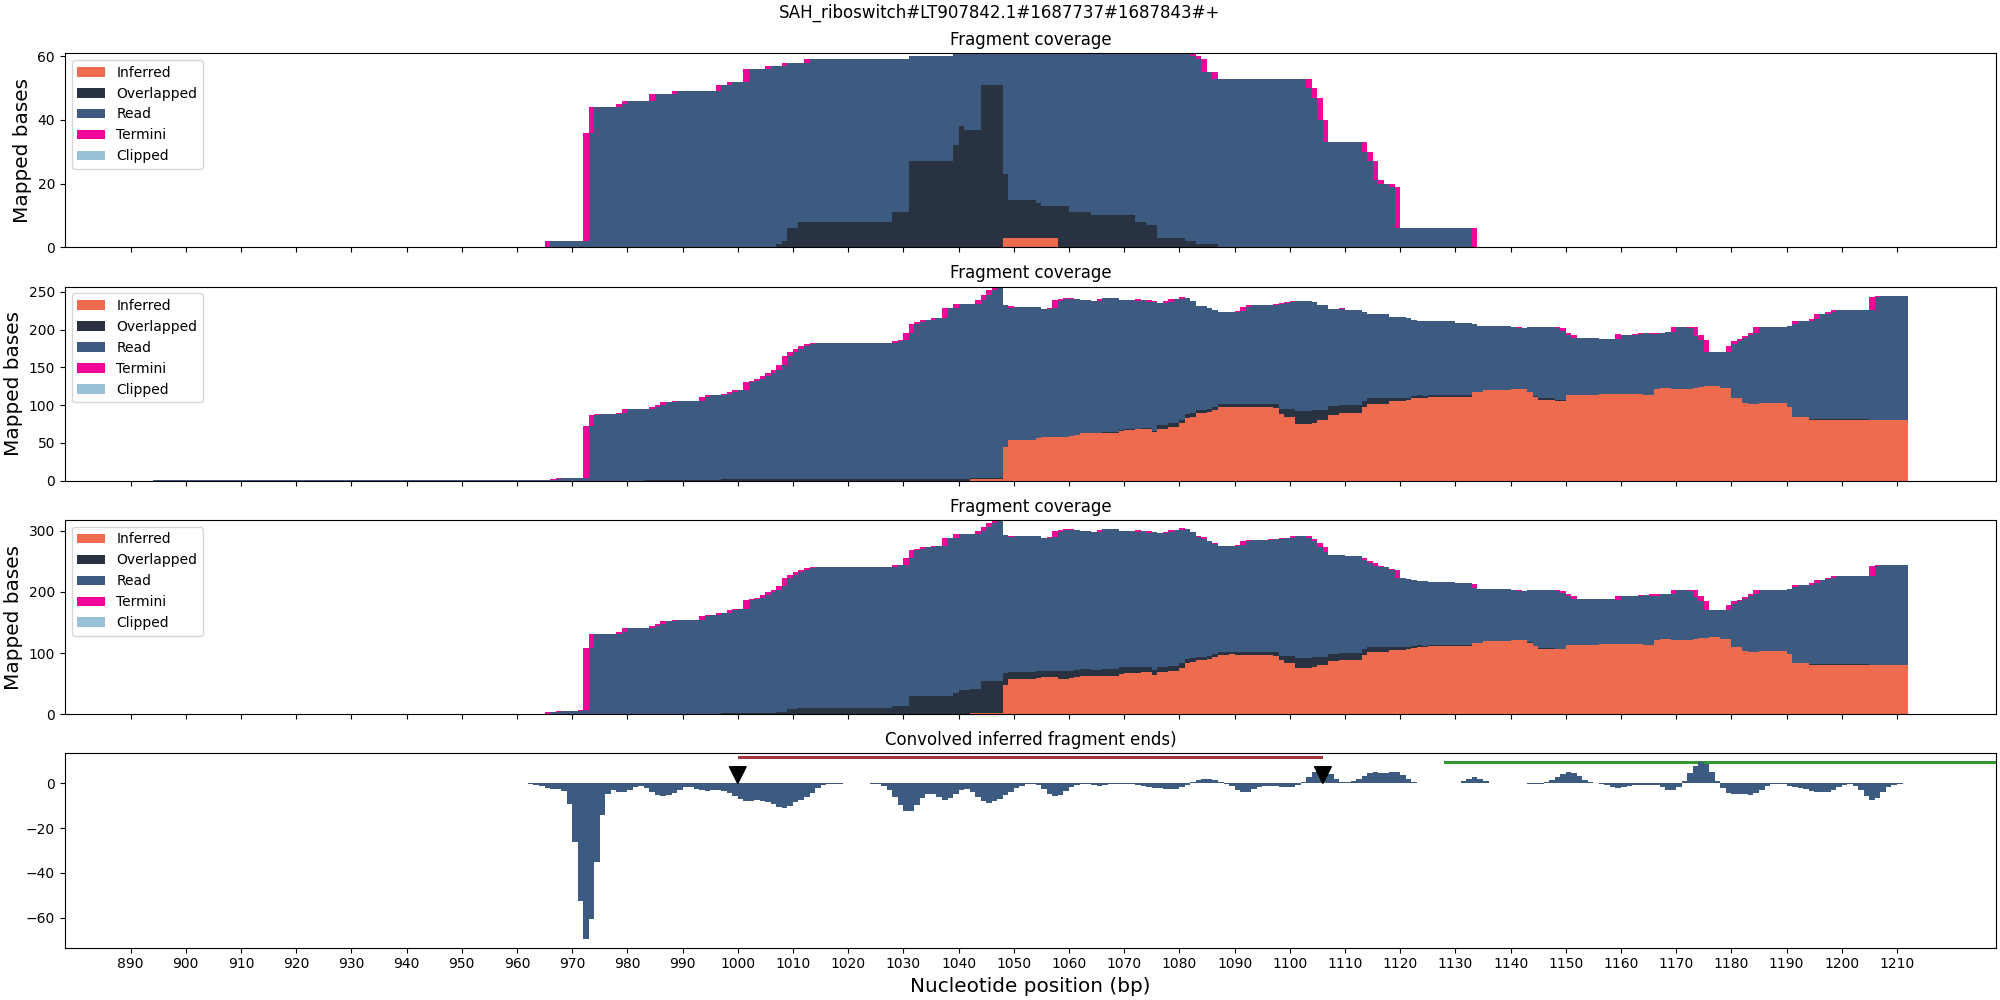 SAH_riboswitch#LT907842.1#1687737#1687843#+
Fragment coverage
Mapped bases
60
40
20
0
Inferred
Overlapped
Read
Termini
Clipped
Fragment coverage
Mapped bases
250
200
150
100
50
0
Inferred
Overlapped
Read
Termini
Clipped
Fragment coverage
Mapped bases
300
200
100
0
Inferred
Overlapped
Read
Termini
Clipped
Convolved inferred fragment ends)
0
−20
−40
−60
890 900 910 920 930 940 950 960 970 980 990 1000 1010 1020 1030 1040 1050 1060 1070 1080 1090 1100 1110 1120 1130 1140 1150 1160 1170 1180 1190 1200 1210
Nucleotide position (bp)